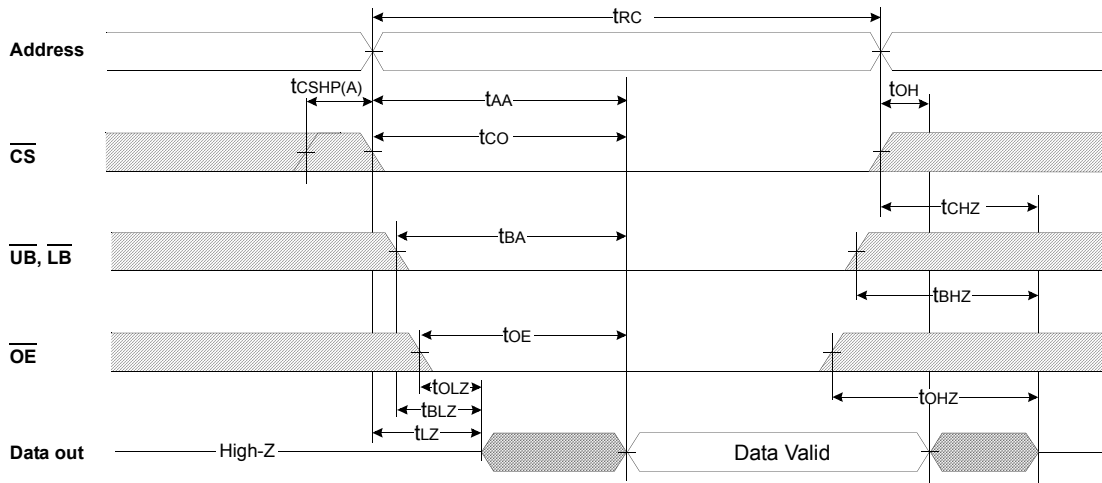 tRC
Address
tCSHP(A)
tAA
tOH
tCO
CS
tCHZ
tBA
UB, LB
tBHZ
tOE
OE
tOLZ
tOHZ
tBLZ
tLZ
Data out
High-Z
Data Valid